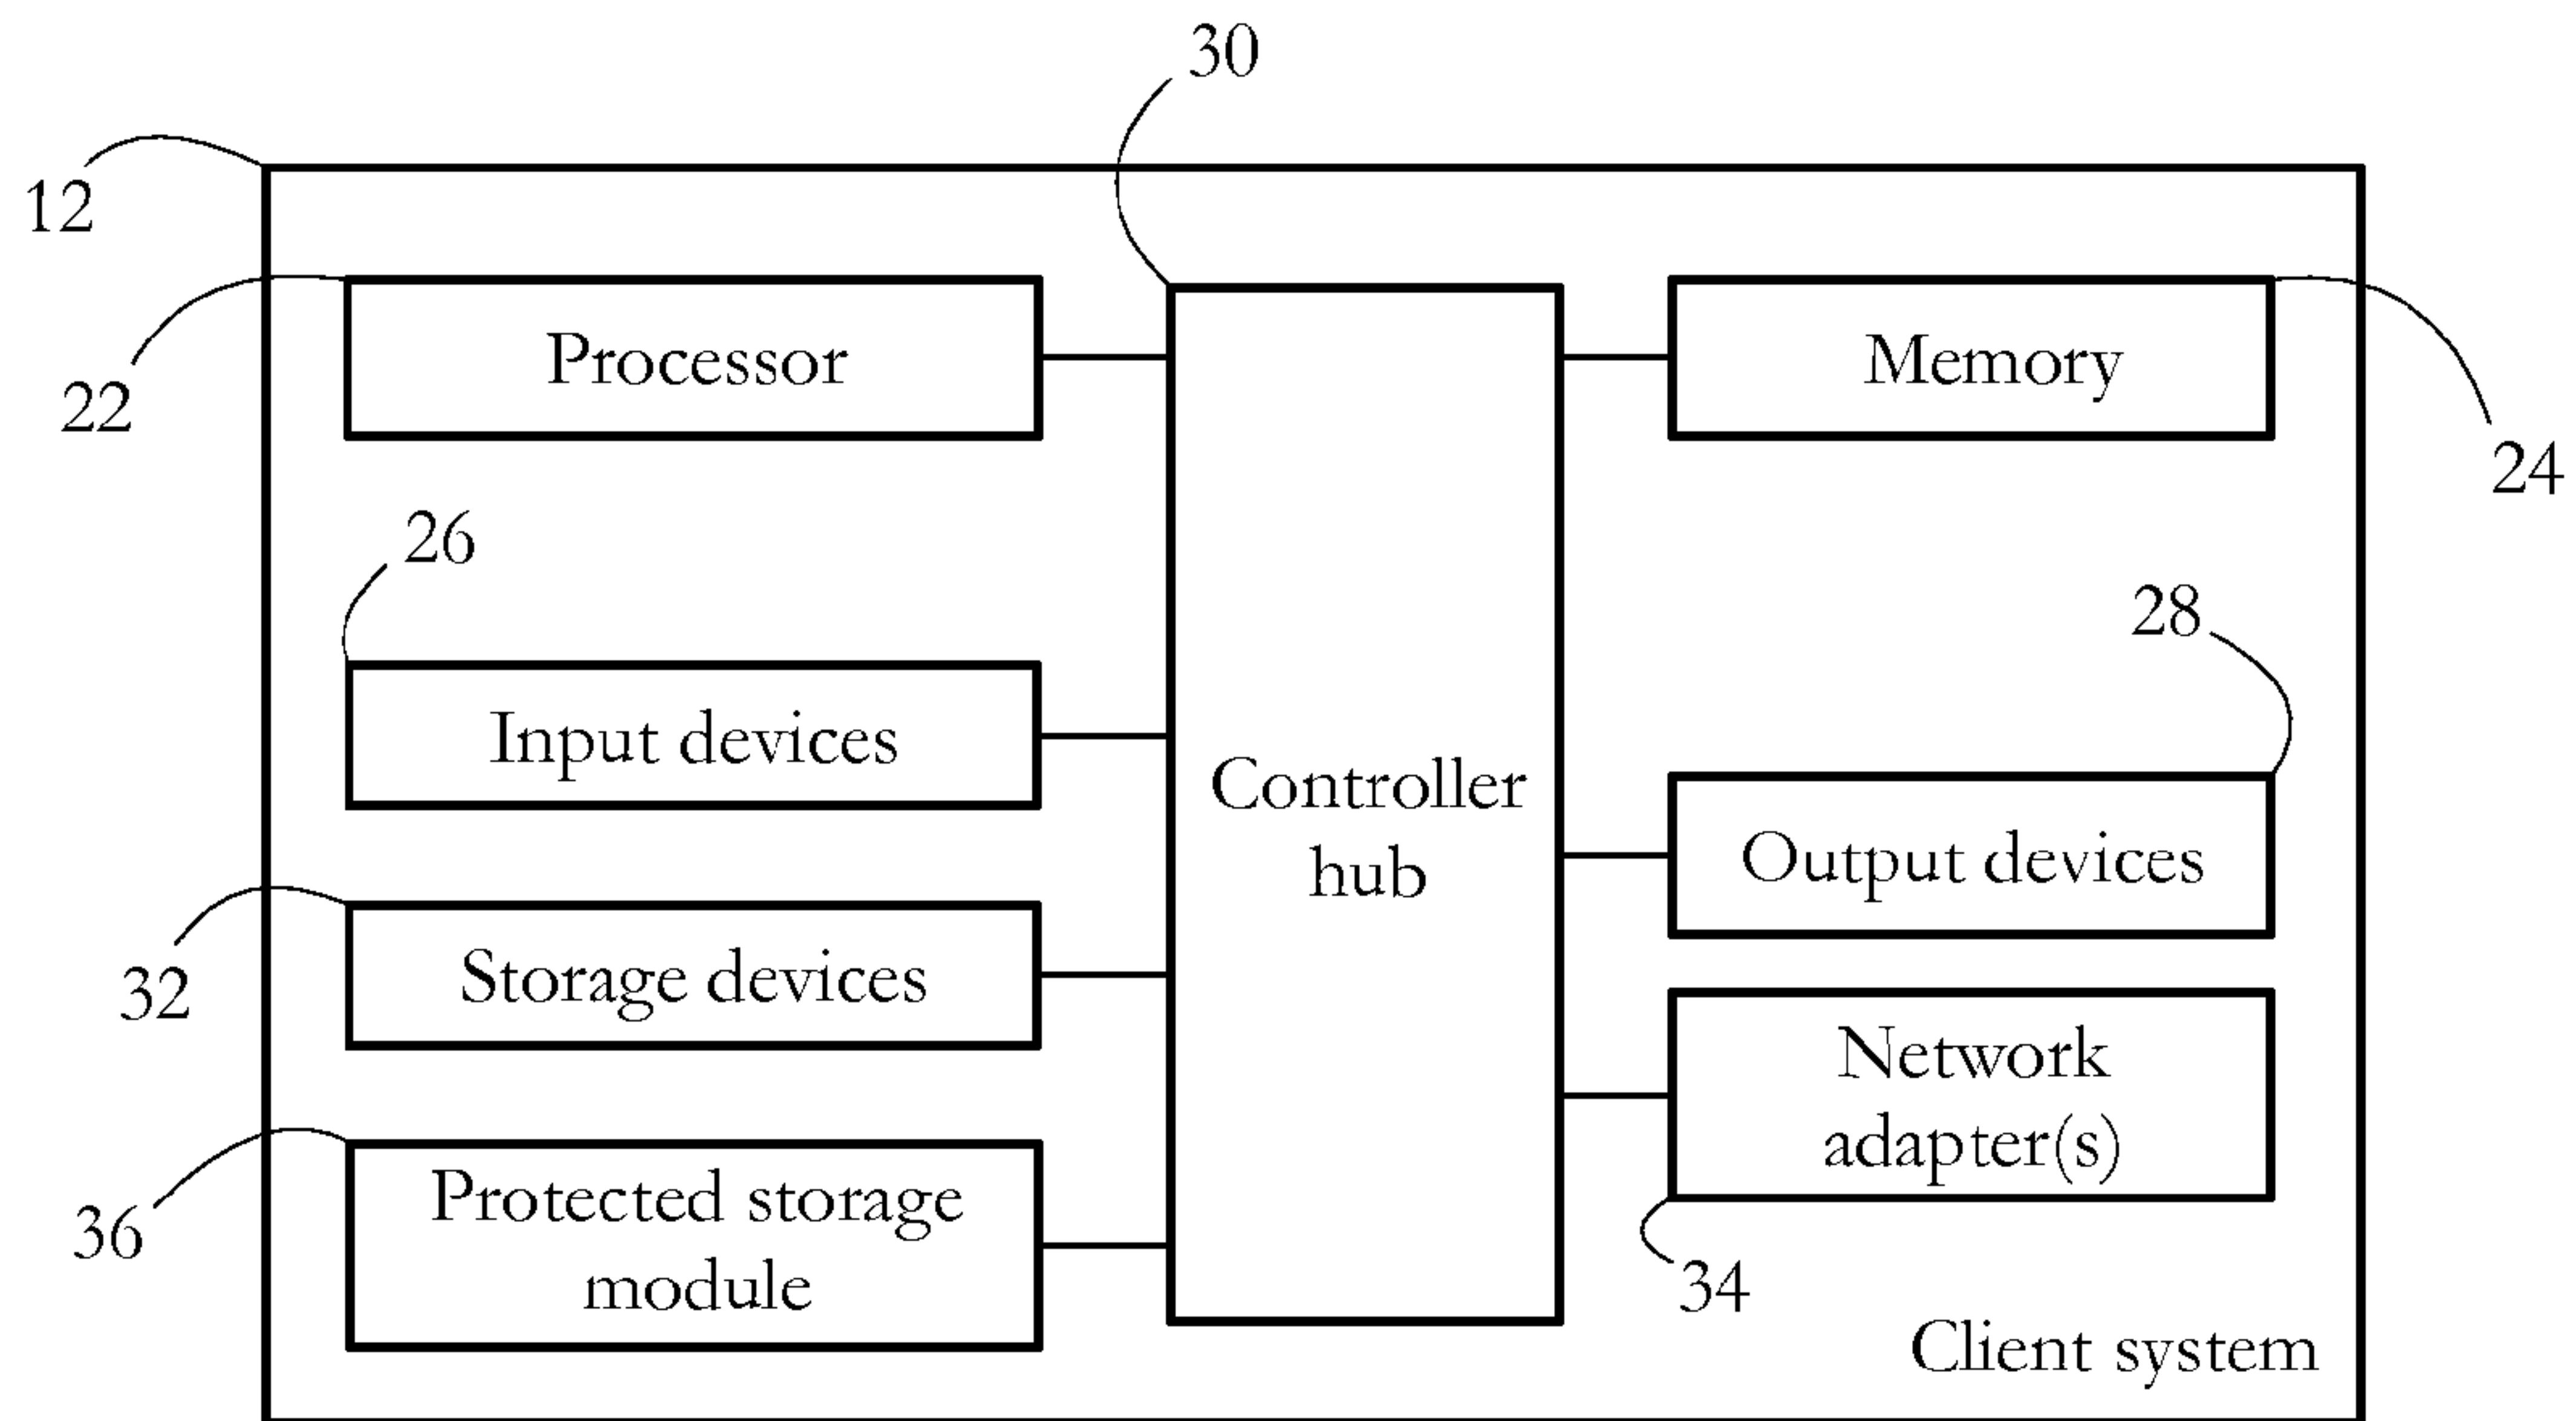 30
12
Processor
Memory
22
24
26
28
Input devices
Controller
hub
Output devices
32
Storage devices
Network
adapter(s)
36
Protected storage
module
34
Client system